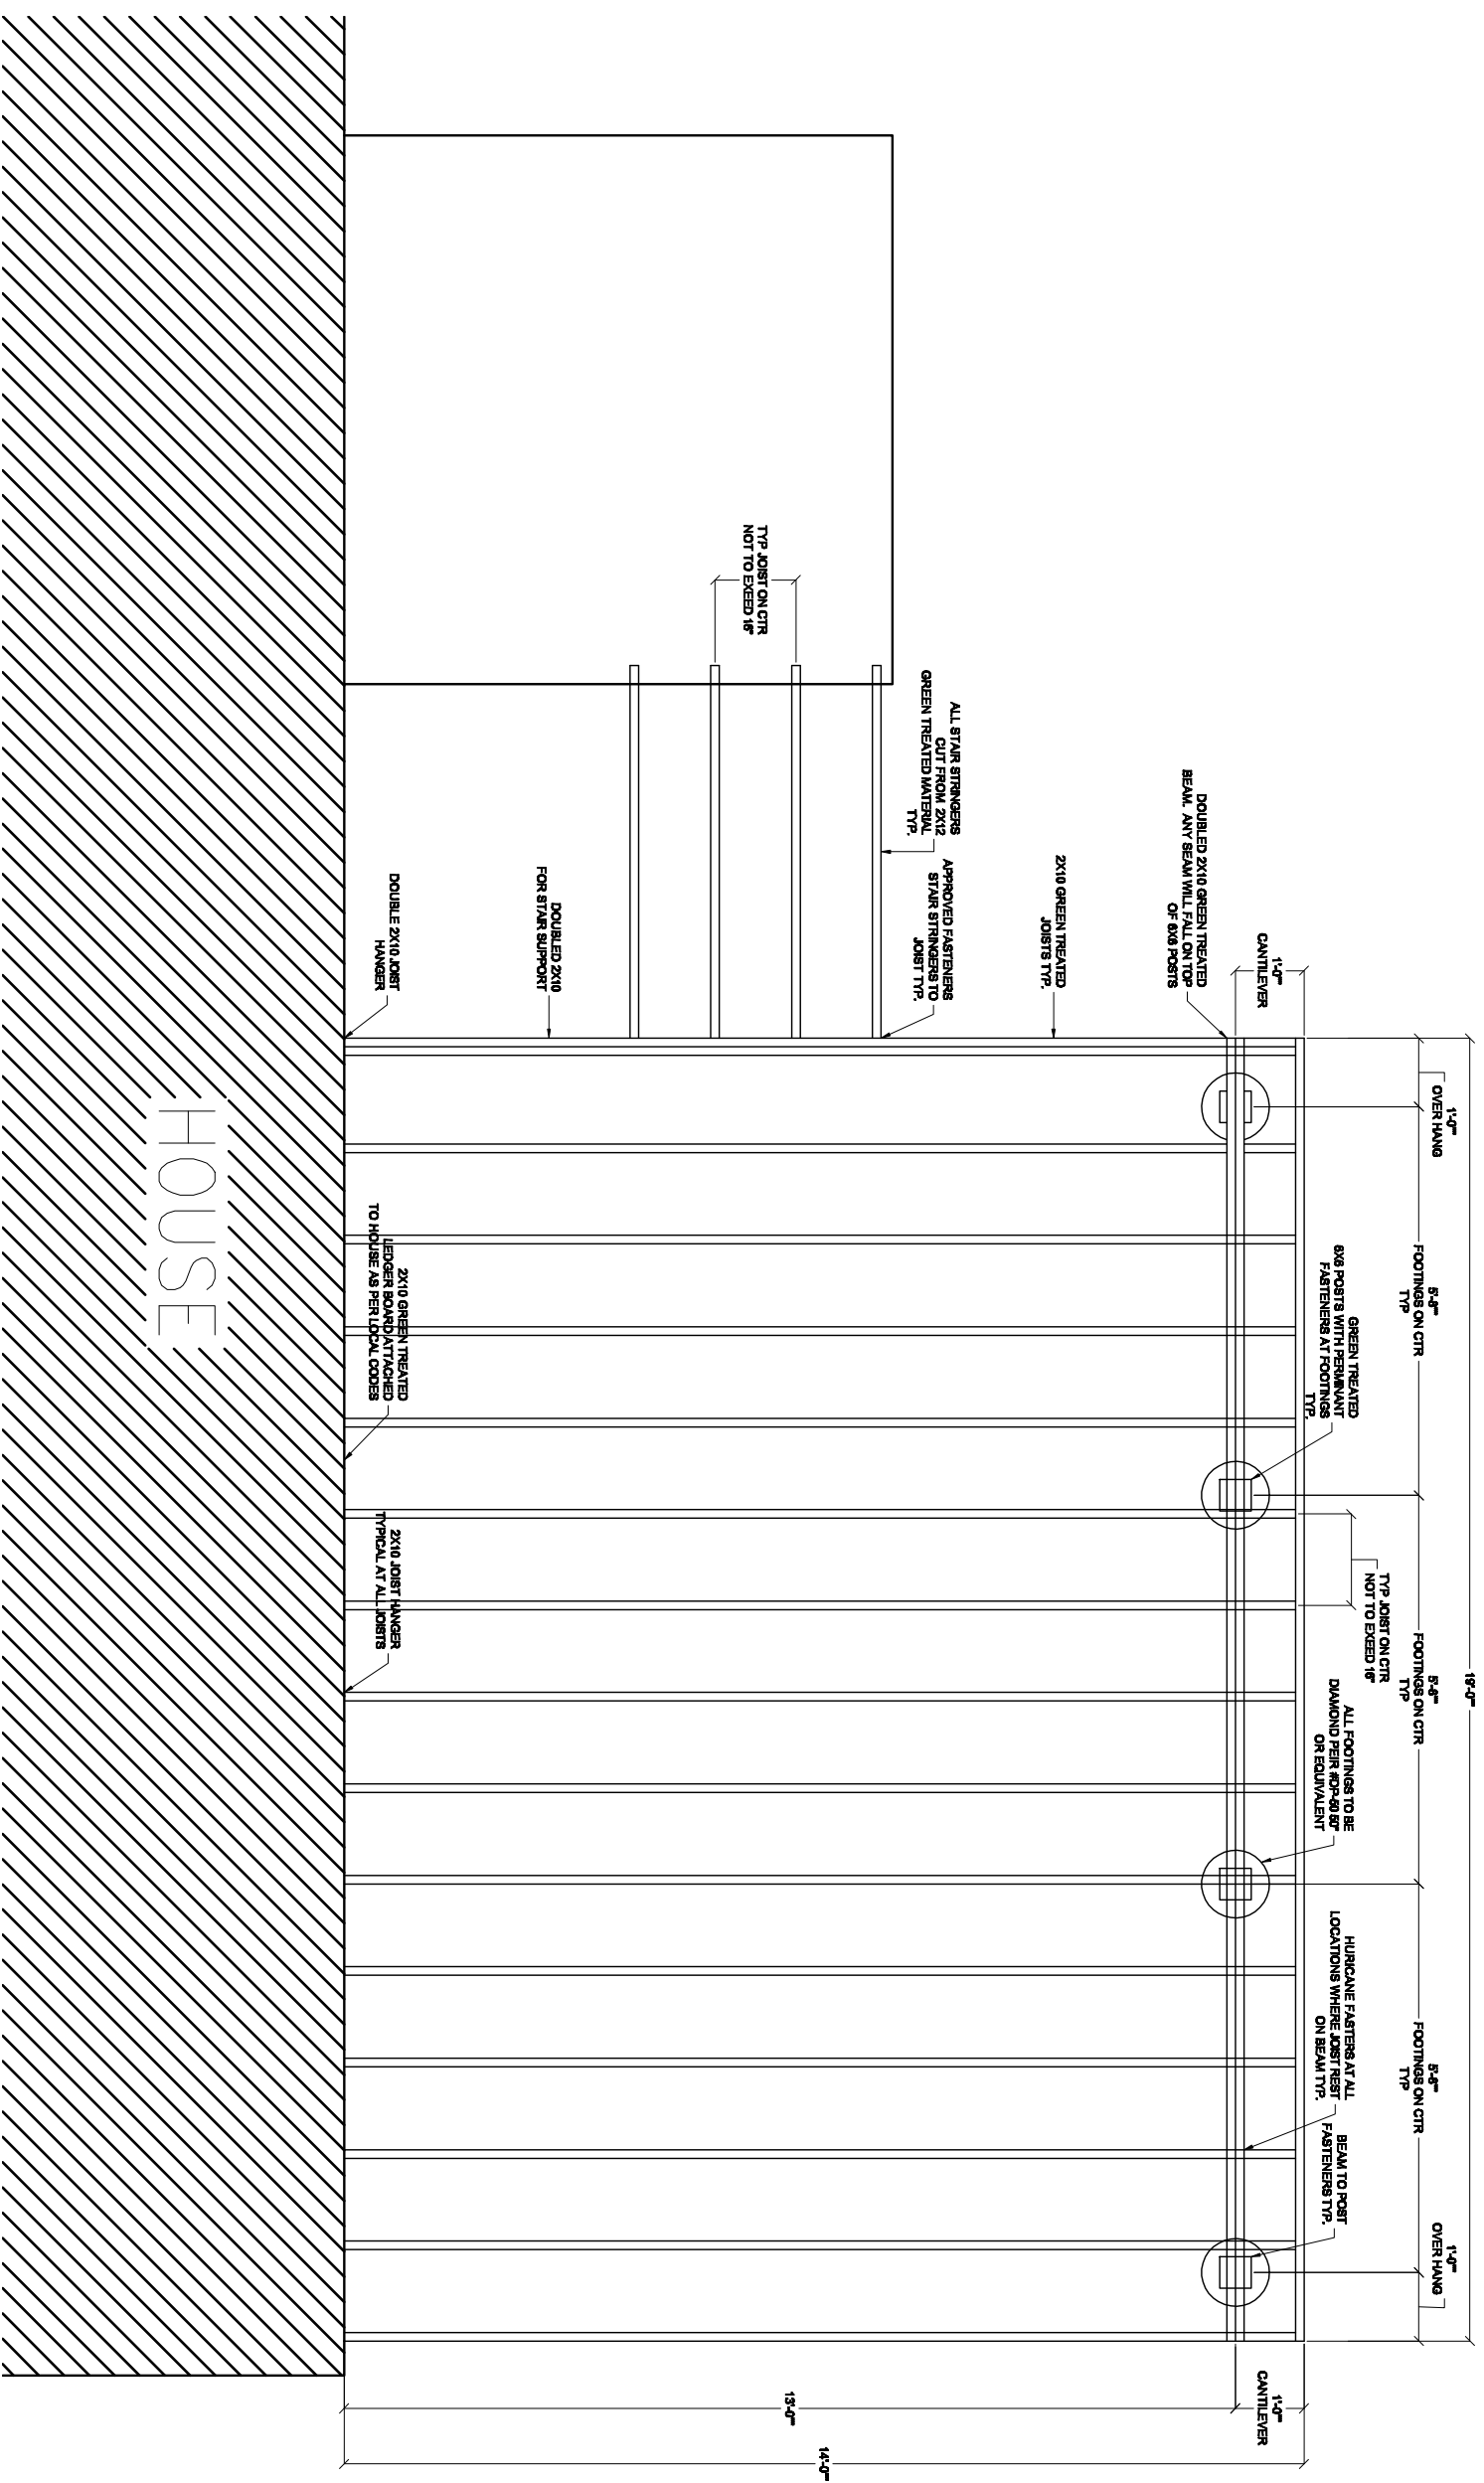 19'-0"
1'-0"
OVER HANG
5'-8"
FOOTINGS ON CTR
TYP
5'-8"
FOOTINGS ON CTR
TYP
5'-8"
FOOTINGS ON CTR
TYP
1'-0"
OVER HANG
GREEN TREATED
6X6 POSTS WITH PERMINANT
FASTENERS AT FOOTINGS
TYP.
TYP JOIST ON CTR
NOT TO EXEED 16"
ALL FOOTINGS TO BE
DIAMOND PEIR #DP-50 50"
OR EQUIVALENT
HURICANE FASTERS AT ALL
LOCATIONS WHERE JOIST REST
ON BEAM TYP.
BEAM TO POST
FASTENERS TYP.
1'-0"
CANTILEVER
1'-0"
CANTILEVER
DOUBLED 2X10 GREEN TREATED
BEAM. ANY SEAM WILL FALL ON TOP
OF 6X6 POSTS
2X10 GREEN TREATED
JOISTS TYP.
ALL STAIR STRINGERS
CUT FROM 2X12
GREEN TREATED MATERIAL
TYP.
APPROVED FASTENERS
STAIR STRINGERS TO
JOIST TYP.
14'-0"
13'-0"
TYP JOIST ON CTR
NOT TO EXEED 16"
DOUBLED 2X10
FOR STAIR SUPPORT
DOUBLE 2X10 JOIST
HANGER
2X10 GREEN TREATED
LEDGER BOARD ATTACHED
TO HOUSE AS PER LOCAL CODES
2X10 JOIST HANGER
TYPICAL AT ALL JOISTS
HOUSE